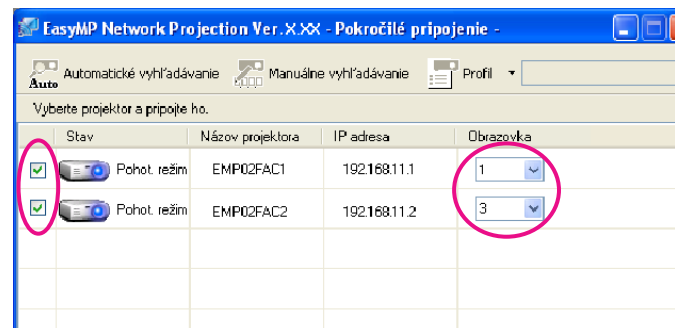 EasyMP Network Projection Ver.X.XX - Pokročilé pripojenie -
Auto Automatické vyhľadávanie Manuálne vyhľadávanie Profil
Vyberte projektor a pripojte ho.
Stav Názov projektora IP adresa Obrazovka
Pohot. režim EMP02FAC1 192.168.11.1 1
Pohot. režim EMP02FAC2 192.168.11.2 3